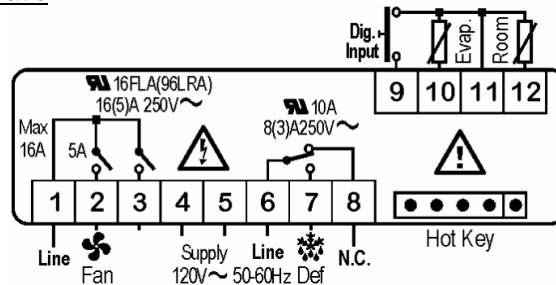 Dig.
Input
Evap.
Room
9 10 11 12
16FLA(96LRA)
16(5)A 250V~
10A
8(3)A250V~
Max
16A
5A
1 2 3 4 5 6 7 8
Hot Key
Line
Fan
Supply
120V~ 50-60Hz
Line
Def
N.C.